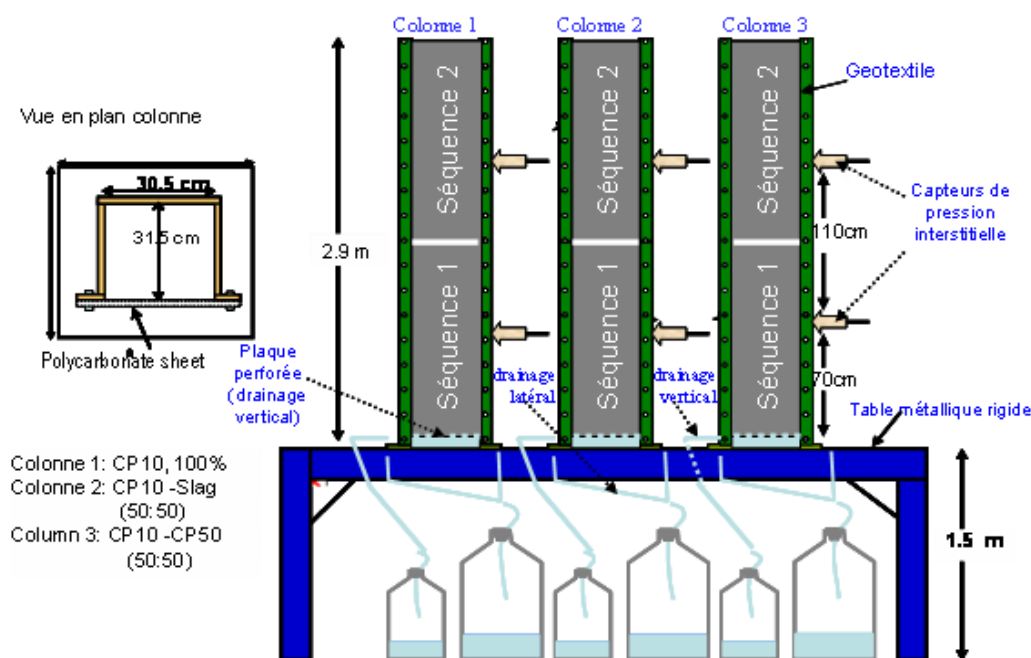 Colonne 1
Colonne 2
Colonne 3
Séquence 2
Séquence 2
Séquence 2
Séquence 1
Séquence 1
Séquence 1
Geotextile
Vue en plan colonne
30.5 cm
31.5 cm
Polycarbonate sheet
2.9 m
Capteurs de
pression
interstitielle
110cm
70cm
Plaque
perforée
(drainage
vertical)
drainage
latéral
drainage
vertical
Table métallique rigide
Colonne 1: CP10, 100%
Colonne 2: CP10 -Slag
(50:50)
Column 3: CP10 -CP50
(50:50)
1.5 m